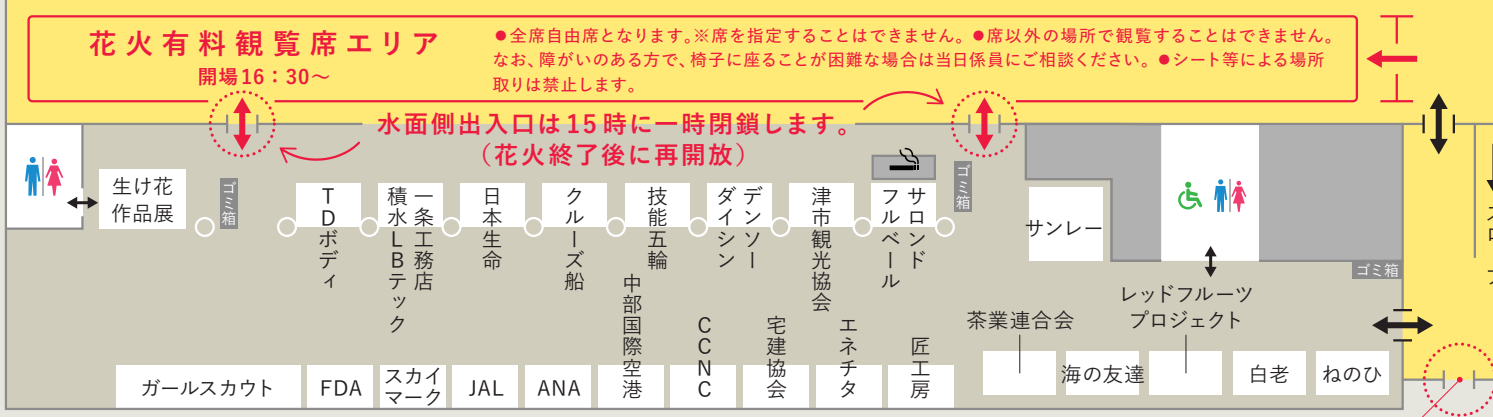 花火有料観覧席エリア
開場16：30〜
●全席自由席となります。※席を指定することはできません。●席以外の場所で観覧することはできません。
なお、障がいのある方で、椅子に座ることが困難な場合は当日係員にご相談ください。●シート等による場所
取りは禁止します。
水面側出入口は15時に一時閉鎖します。
（花火終了後に再開放）
生け花
作品展
ゴミ箱
TDボディ
一条工務店
積水LBテック
日本生命
クルーズ船
技能五輪
デンソー
ダイシン
津市観光協会
サロンド
フルベール
ゴミ箱
サンレー
ゴミ箱
ガールスカウト
FDA
スカイ
マーク
JAL
ANA
中部国際空港
CCNC
宅建協会
エネチタ
匠工房
茶業連合会
海の友達
レッドフルーツ
プロジェクト
白老
ねのひ